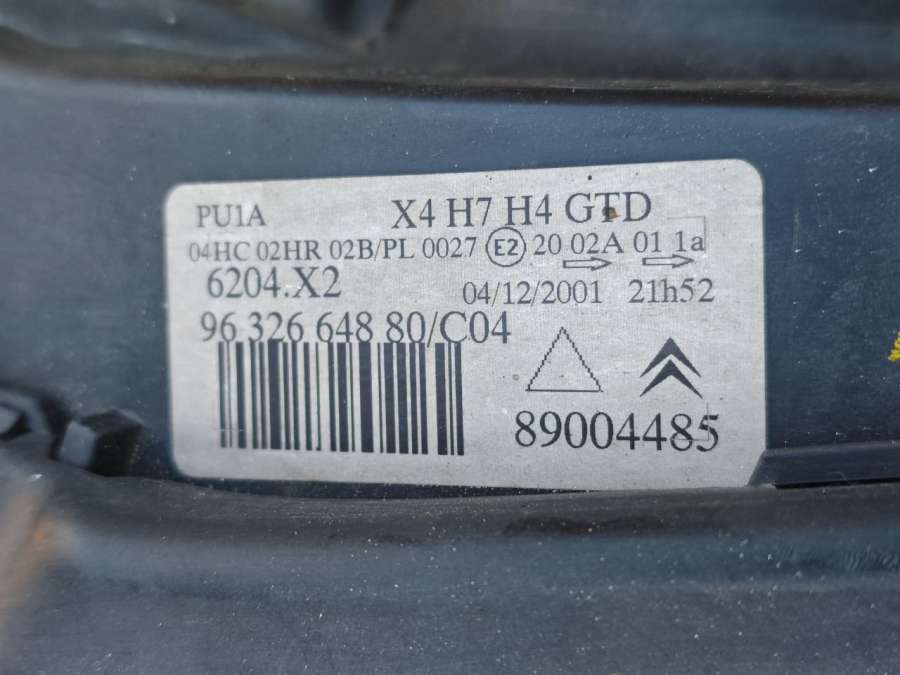 PU1A X4 H7 H4 GTD
04HC 02HR 02B/PL 0027 E2 20 02A 01 1a
6204.X2 04/12/2001 21h52
96 326 648 80/C04
89004485